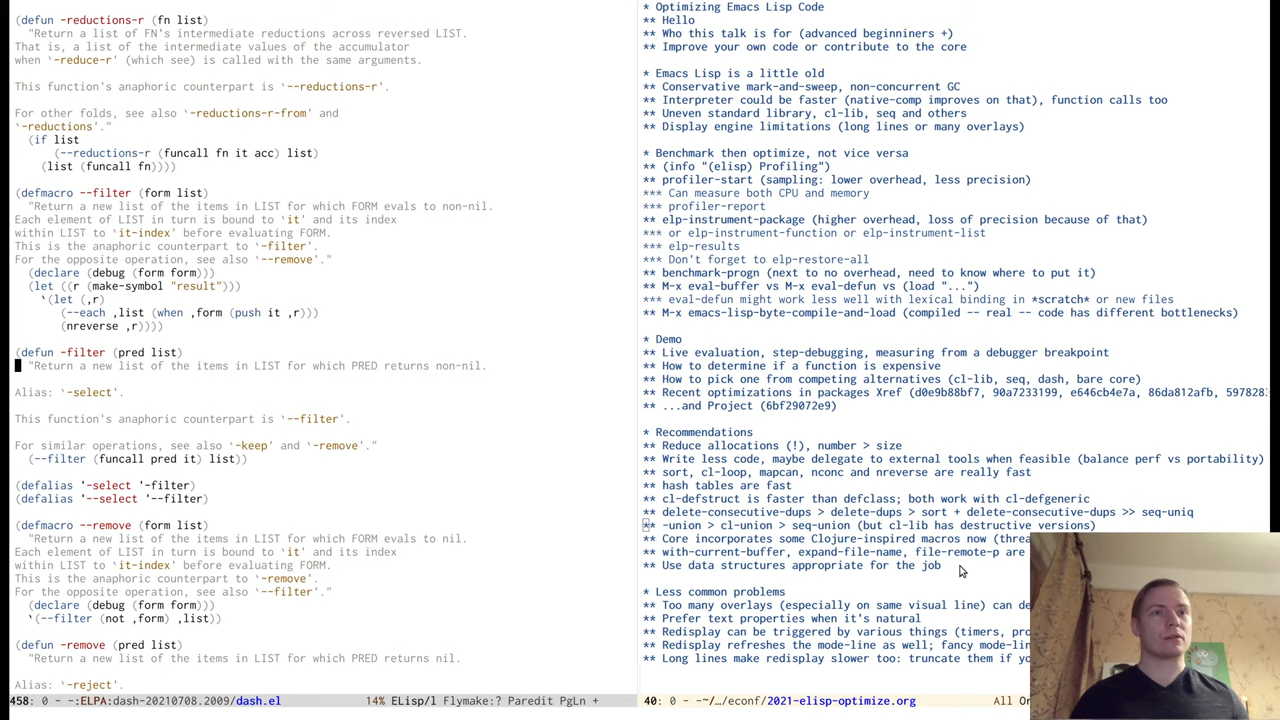 (defun -reductions-r (fn list)
"Return a list of FN's intermediate reductions across reversed LIST.
That is, a list of the intermediate values of the accumulator
when `-reduce-r' (which see) is called with the same arguments.
This function's anaphoric counterpart is `--reductions-r'.
For other folds, see also `-reductions-r-from' and
`-reductions'."
(if list
(--reductions-r (funcall fn it acc) list)
(list (funcall fn))))
(defmacro --filter (form list)
"Return a new list of the items in LIST for which FORM evals to non-nil.
Each element of LIST in turn is bound to `it' and its index
within LIST to `it-index' before evaluating FORM.
This is the anaphoric counterpart to `-filter'.
For the opposite operation, see also `--remove'."
(declare (debug (form form)))
(let ((r (make-symbol "result")))
`(let (,r)
(--each ,list (when ,form (push it ,r)))
(nreverse ,r))))
(defun -filter (pred list)
"Return a new list of the items in LIST for which PRED returns non-nil.
Alias: `-select'.
This function's anaphoric counterpart is `--filter'.
For similar operations, see also `-keep' and `-remove'."
(--filter (funcall pred it) list))
(defalias '-select '-filter)
(defalias '--select '--filter)
(defmacro --remove (form list)
"Return a new list of the items in LIST for which FORM evals to nil.
Each element of LIST in turn is bound to `it' and its index
within LIST to `it-index' before evaluating FORM.
This is the anaphoric counterpart to `-remove'.
For the opposite operation, see also `--filter'."
(declare (debug (form form)))
`(--filter (not ,form) ,list))
(defun -remove (pred list)
"Return a new list of the items in LIST for which PRED returns nil.
Alias: `-reject'.
458: 0 - -:ELPA:dash-20210708.2009/dash.el 14% ELisp/l Flymake:? Paredit PgLn +
* Optimizing Emacs Lisp Code
** Hello
** Who this talk is for (advanced beginniners +)
** Improve your own code or contribute to the core
* Emacs Lisp is a little old
** Conservative mark-and-sweep, non-concurrent GC
** Interpreter could be faster (native-comp improves on that), function calls too
** Uneven standard library, cl-lib, seq and others
** Display engine limitations (long lines or many overlays)
* Benchmark then optimize, not vice versa
** (info "(elisp) Profiling")
** profiler-start (sampling: lower overhead, less precision)
*** Can measure both CPU and memory
*** profiler-report
** elp-instrument-package (higher overhead, loss of precision because of that)
*** or elp-instrument-function or elp-instrument-list
*** elp-results
*** Don't forget to elp-restore-all
** benchmark-progn (next to no overhead, need to know where to put it)
** M-x eval-buffer vs M-x eval-defun vs (load "...")
*** eval-defun might work less well with lexical binding in *scratch* or new files
** M-x emacs-lisp-byte-compile-and-load (compiled -- real -- code has different bottlenecks)
* Demo
** Live evaluation, step-debugging, measuring from a debugger breakpoint
** How to determine if a function is expensive
** How to pick one from competing alternatives (cl-lib, seq, dash, bare core)
** Recent optimizations in packages Xref (d0e9b88bf7, 90a7233199, e646cb4e7a, 86da812afb, 597828
** ...and Project (6bf29072e9)
* Recommendations
** Reduce allocations (!), number > size
** Write less code, maybe delegate to external tools when feasible (balance perf vs portability)
** sort, cl-loop, mapcan, nconc and nreverse are really fast
** hash tables are fast
** cl-defstruct is faster than defclass; both work with cl-defgeneric
** delete-consecutive-dups > delete-dups > sort + delete-consecutive-dups >> seq-uniq
** -union > cl-union > seq-union (but cl-lib has destructive versions)
** Core incorporates some Clojure-inspired macros now (threa
** with-current-buffer, expand-file-name, file-remote-p are
** Use data structures appropriate for the job
* Less common problems
** Too many overlays (especially on same visual line) can de
** Prefer text properties when it's natural
** Redisplay can be triggered by various things (timers, pro
** Redisplay refreshes the mode-line as well; fancy mode-lin
** Long lines make redisplay slower too: truncate them if yo
40: 0 - -~/…/econf/2021-elisp-optimize.org All Or